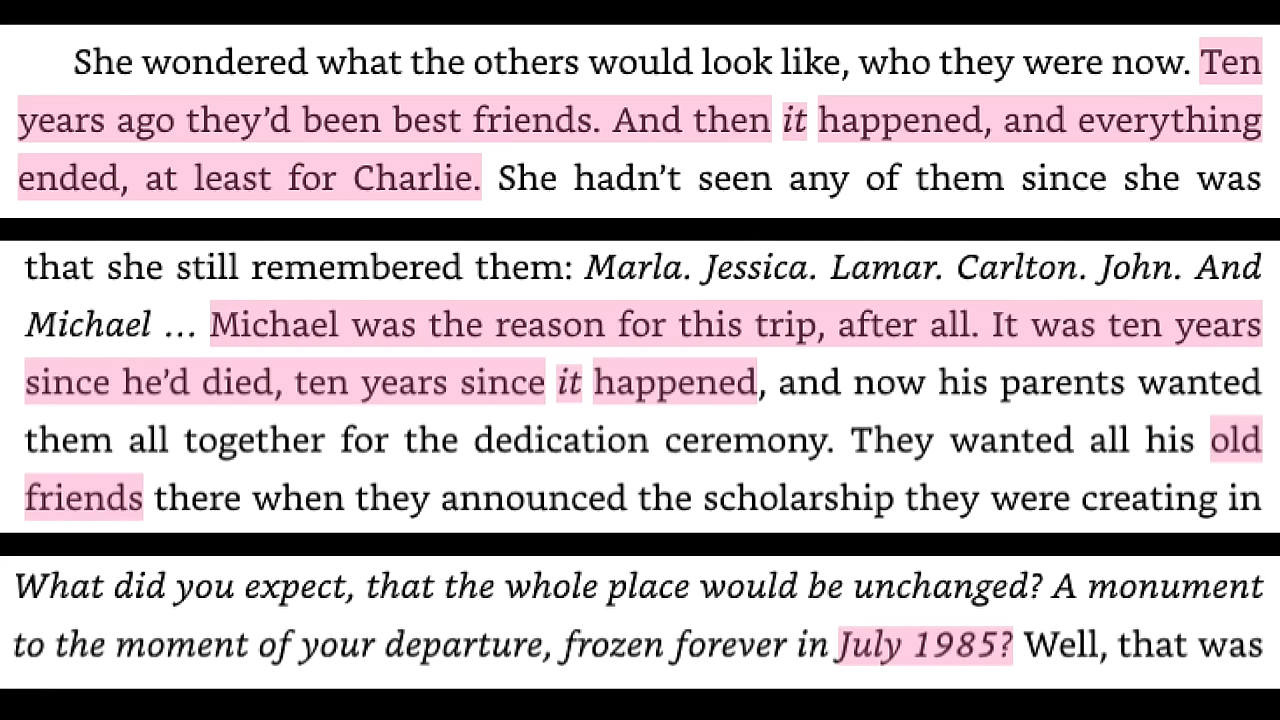 She wondered what the others would look like, who they were now. Ten
years ago they’d been best friends. And then it happened, and everything
ended, at least for Charlie. She hadn’t seen any of them since she was
that she still remembered them: Marla. Jessica. Lamar. Carlton. John. And
Michael … Michael was the reason for this trip, after all. It was ten years
since he’d died, ten years since it happened, and now his parents wanted
them all together for the dedication ceremony. They wanted all his old
friends there when they announced the scholarship they were creating in
What did you expect, that the whole place would be unchanged? A monument
to the moment of your departure, frozen forever in July 1985? Well, that was